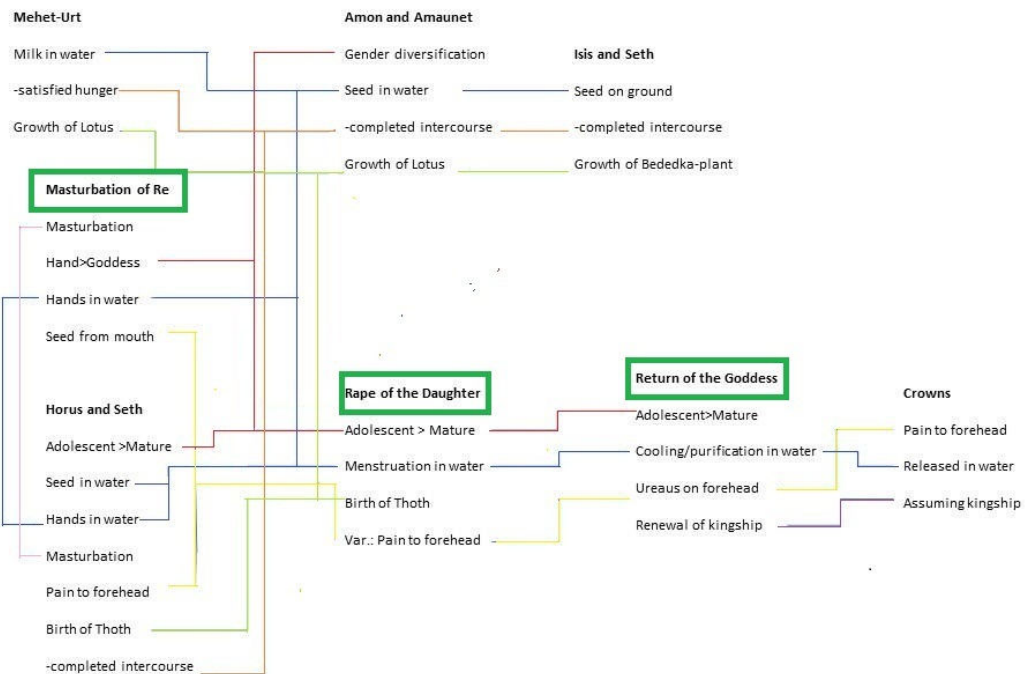 Mehet-Urt
Milk in water
-satisfied hunger
Growth of Lotus
Masturbation of Re
Masturbation
Hand>Goddess
Hands in water
Seed from mouth
Horus and Seth
Adolescent >Mature
Seed in water
Hands in water
Masturbation
Pain to forehead
Birth of Thoth
-completed intercourse
Amon and Amaunet
Gender diversification
Seed in water
-completed intercourse
Growth of Lotus
Rape of the Daughter
Adolescent > Mature
Menstruation in water
Birth of Thoth
Var.: Pain to forehead
Isis and Seth
Seed on ground
-completed intercourse
Growth of Bededka-plant
Return of the Goddess
Adolescent>Mature
Cooling/purification in water
Ureaus on forehead
Renewal of kingship
Crowns
Pain to forehead
Released in water
Assuming kingship